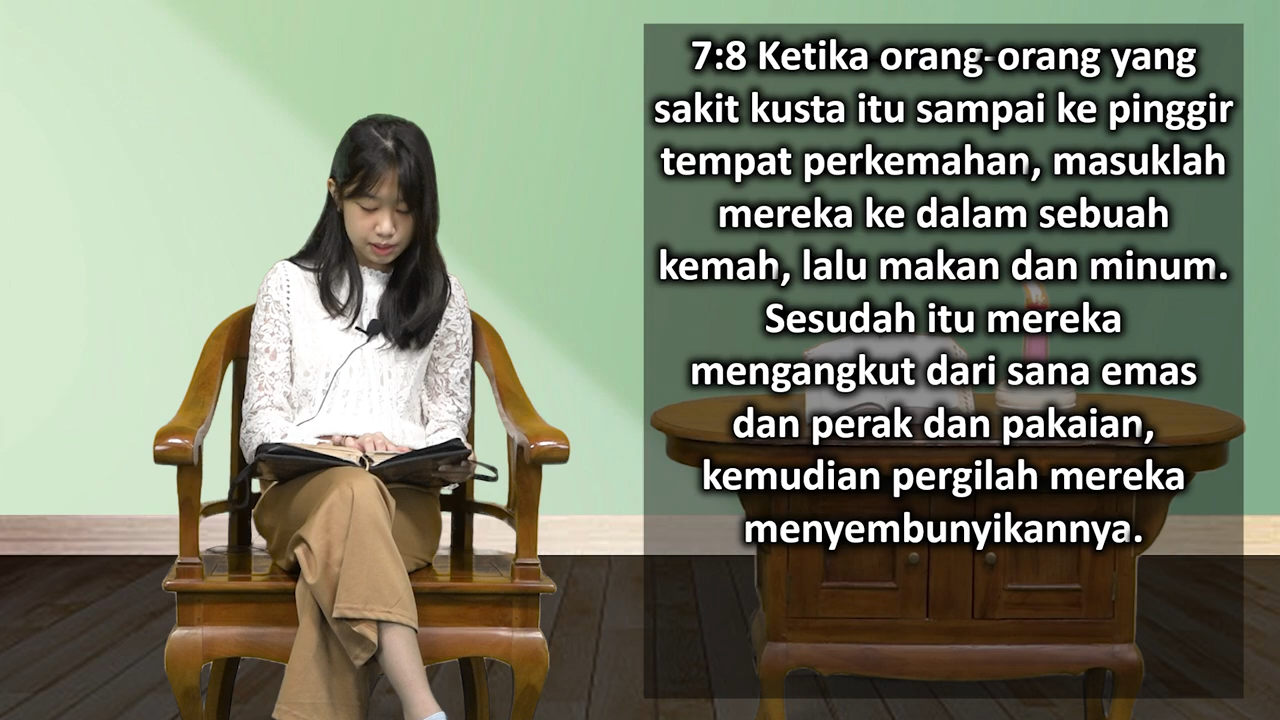 7:8 Ketika orang-orang yang
sakit kusta itu sampai ke pinggir
tempat perkemahan, masuklah
mereka ke dalam sebuah
kemah, lalu makan dan minum.
Sesudah itu mereka
mengangkut dari sana emas
dan perak dan pakaian,
kemudian pergilah mereka
menyembunyikannya.